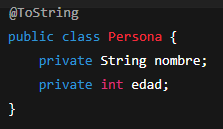 @ToString
public class Persona {
    private String nombre;
    private int edad;
}